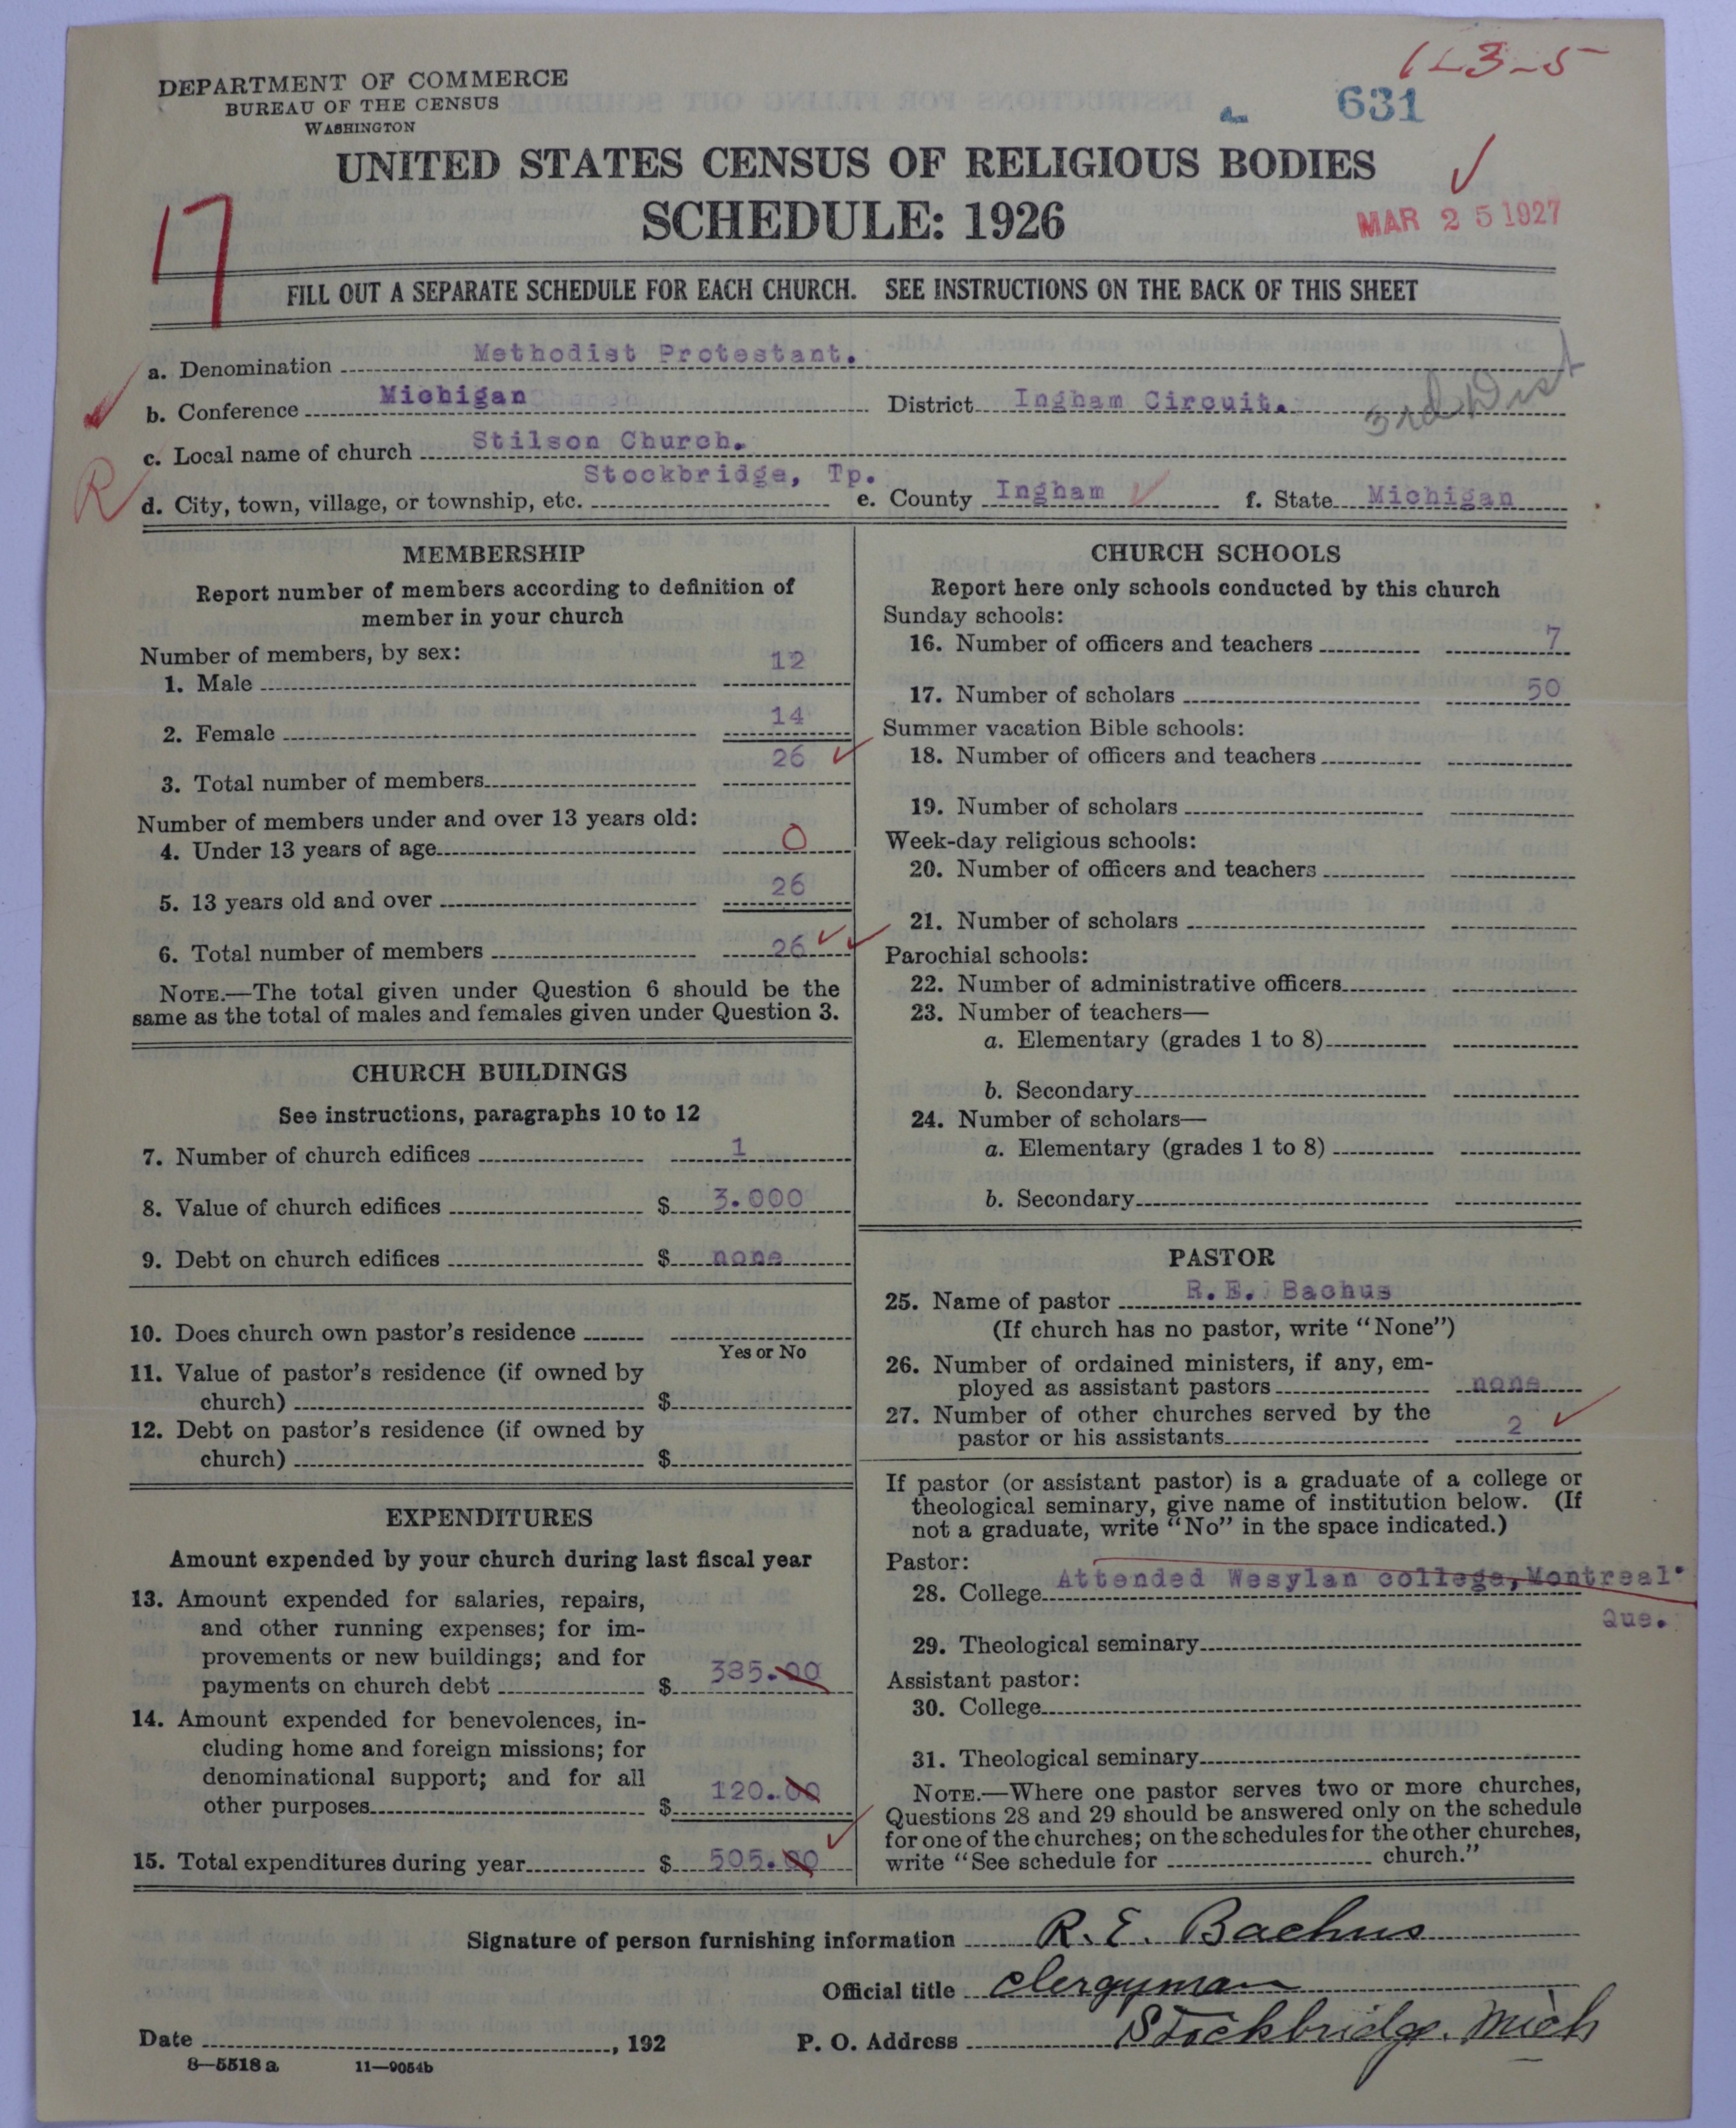 1-3-5
631
DEPARTMENT OF COMMERCE
BUREAU OF THE CENSUS
WASHINGTON
UNITED STATES CENSUS OF RELIGIOUS BODIES
SCHEDULE: 1926
MAR 25 1927
17
FILL OUT A SEPARATE SCHEDULE FOR EACH CHURCH. SEE INSTRUCTIONS ON THE BACK OF THIS SHEET
a. Denomination Methodist Protestant.
b. Conference Michigan District Ingham Circuit. 3rd Dist
c. Local name of church Stilson Church.
R
d. City, town, village, or township, etc. Stockbridge, Tp. e. County Ingham f. State Michigan
MEMBERSHIP
Report number of members according to definition of
member in your church
Number of members, by sex:
1. Male 12
2. Female 14
3. Total number of members 26
Number of members under and over 13 years old:
4. Under 13 years of age 0
5. 13 years old and over 26
6. Total number of members 26
NOTE.—The total given under Question 6 should be the
same as the total of males and females given under Question 3.
CHURCH BUILDINGS
See instructions, paragraphs 10 to 12
7. Number of church edifices 1
8. Value of church edifices $ 3.000
9. Debt on church edifices $ none
10. Does church own pastor's residence
Yes or No
11. Value of pastor's residence (if owned by
church) $
12. Debt on pastor's residence (if owned by
church) $
EXPENDITURES
Amount expended by your church during last fiscal year
13. Amount expended for salaries, repairs,
and other running expenses; for im-
provements or new buildings; and for
payments on church debt $ 385.00
14. Amount expended for benevolences, in-
cluding home and foreign missions; for
denominational support; and for all
other purposes $ 120.00
15. Total expenditures during year $ 505.00
CHURCH SCHOOLS
Report here only schools conducted by this church
Sunday schools:
16. Number of officers and teachers 7
17. Number of scholars 50
Summer vacation Bible schools:
18. Number of officers and teachers
19. Number of scholars
Week-day religious schools:
20. Number of officers and teachers
21. Number of scholars
Parochial schools:
22. Number of administrative officers
23. Number of teachers—
a. Elementary (grades 1 to 8)
b. Secondary
24. Number of scholars—
a. Elementary (grades 1 to 8)
b. Secondary
PASTOR
25. Name of pastor R.E. Bachus
(If church has no pastor, write "None")
26. Number of ordained ministers, if any, em-
ployed as assistant pastors none
27. Number of other churches served by the
pastor or his assistants 2
If pastor (or assistant pastor) is a graduate of a college or
theological seminary, give name of institution below. (If
not a graduate, write "No" in the space indicated.)
Pastor:
28. College Attended Wesylan college, Montreal
Que.
29. Theological seminary
Assistant pastor:
30. College
31. Theological seminary
NOTE.—Where one pastor serves two or more churches,
Questions 28 and 29 should be answered only on the schedule
for one of the churches; on the schedules for the other churches,
write "See schedule for church."
Signature of person furnishing information R. E. Bachus
Official title clergyman
Date , 192 P. O. Address Stockbridge. Mich
8—5518 a 11—9054b